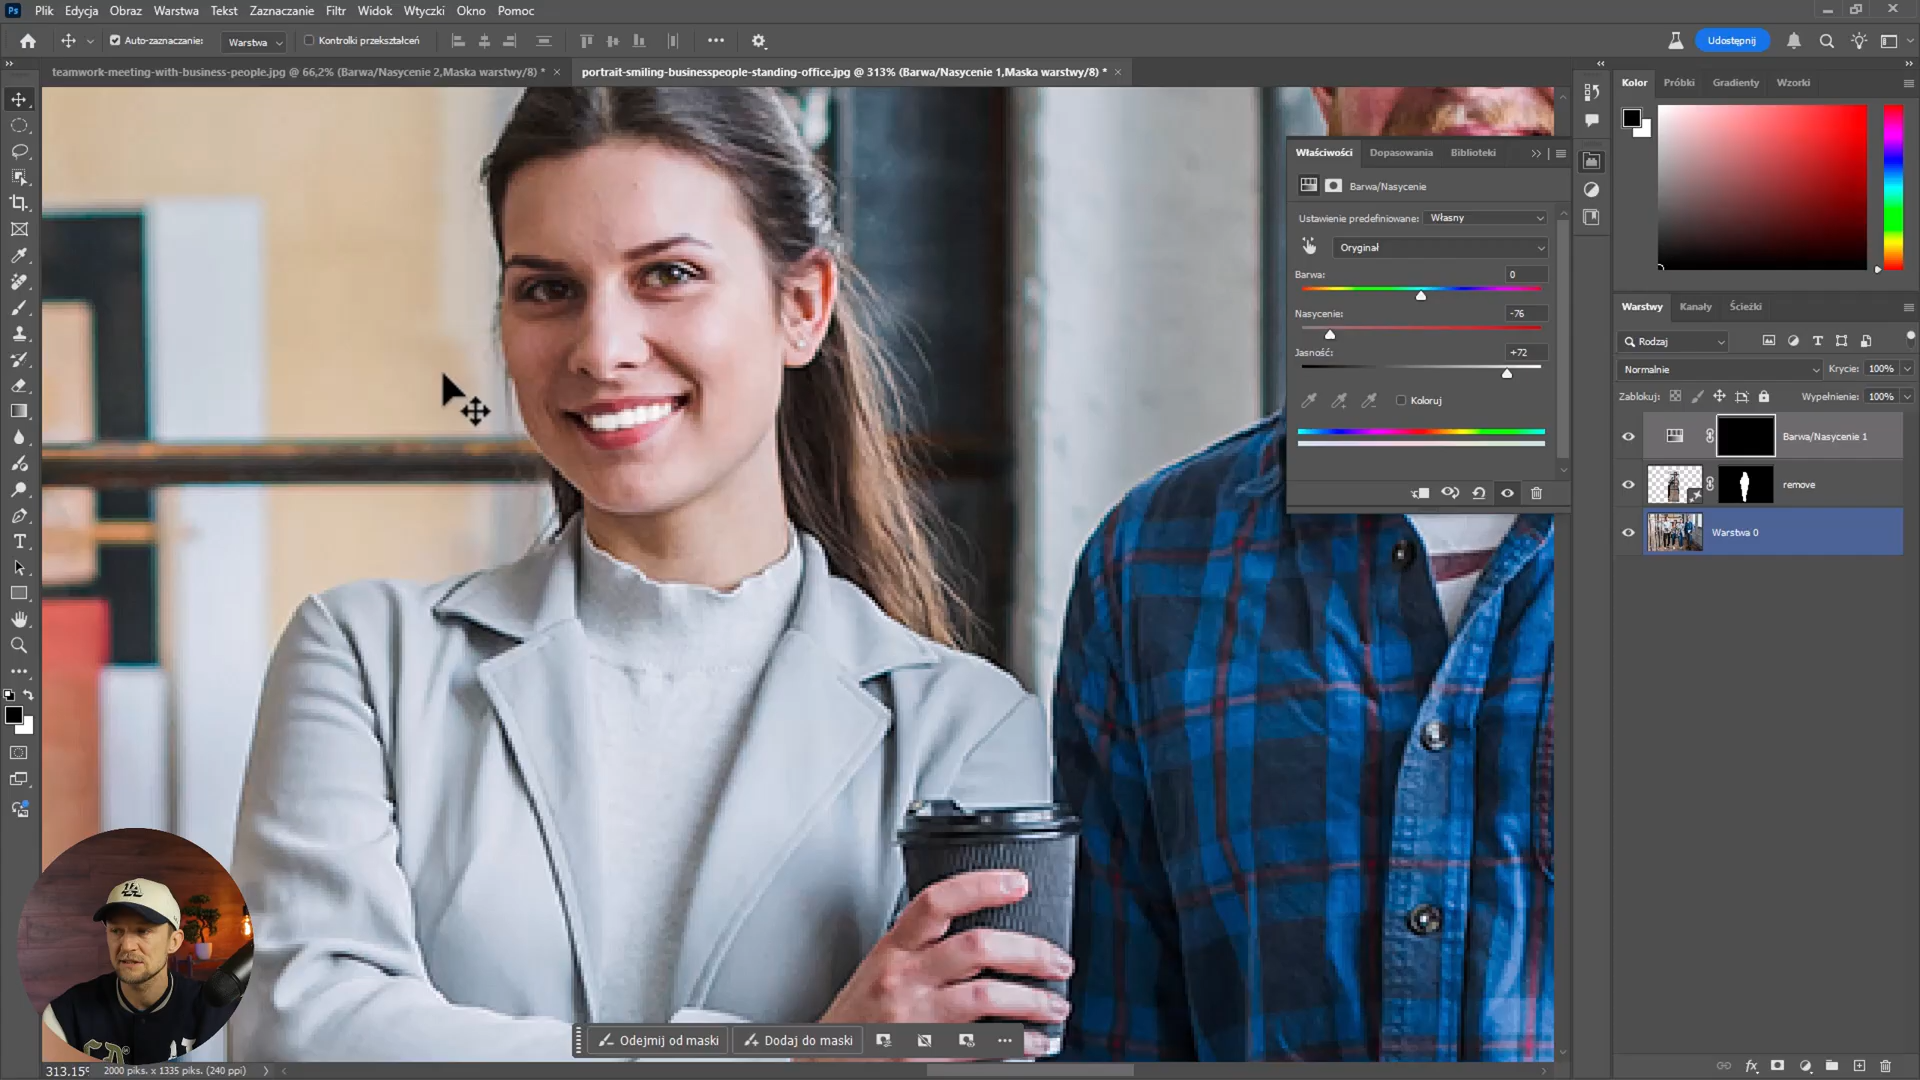 Ps Plik Edycja Obraz Warstwa Tekst Zaznaczanie Filtr Widok Wtyczki Okno Pomoc
Auto-zaznaczanie: Warstwa Kontrolki przekształceń
Udostępnij
teamwork-meeting-with-business-people.jpg @ 66,2% (Barwa/Nasycenie 2,Maska warstwy/8) *
portrait-smiling-businesspeople-standing-office.jpg @ 313% (Barwa/Nasycenie 1,Maska warstwy/8) *
Kolor Próbki Gradienty Wzorki
Właściwości Dopasowania Biblioteki
Barwa/Nasycenie
Ustawienie predefiniowane: Własny
Oryginał
Barwa: 0
Nasycenie: -76
Jasność: +72
Koloruj
Warstwy Kanały Ścieżki
Rodzaj
Normalnie Krycie: 100%
Zablokuj: Wypełnienie: 100%
Barwa/Nasycenie 1
remove
Warstwa 0
Odejmij od maski Dodaj do maski
313.15% 2000 piks. x 1335 piks. (240 ppi)